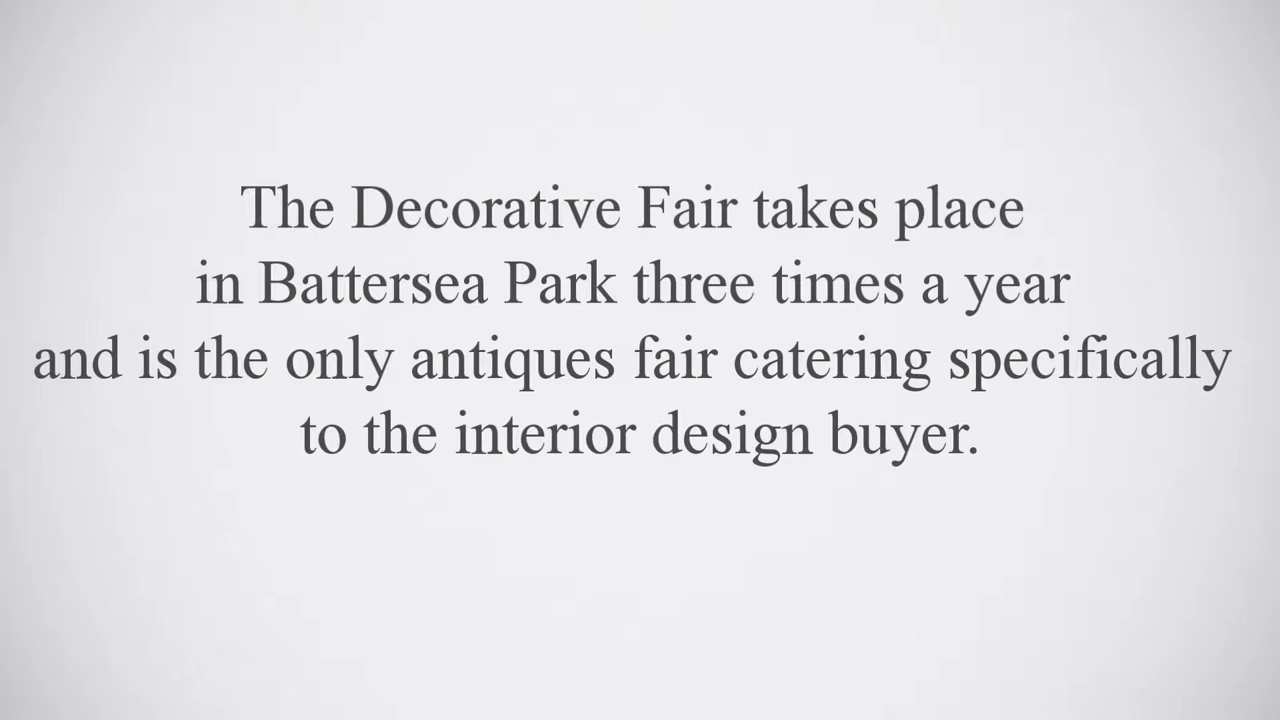 The Decorative Fair takes place
in Battersea Park three times a year
and is the only antiques fair catering specifically
to the interior design buyer.